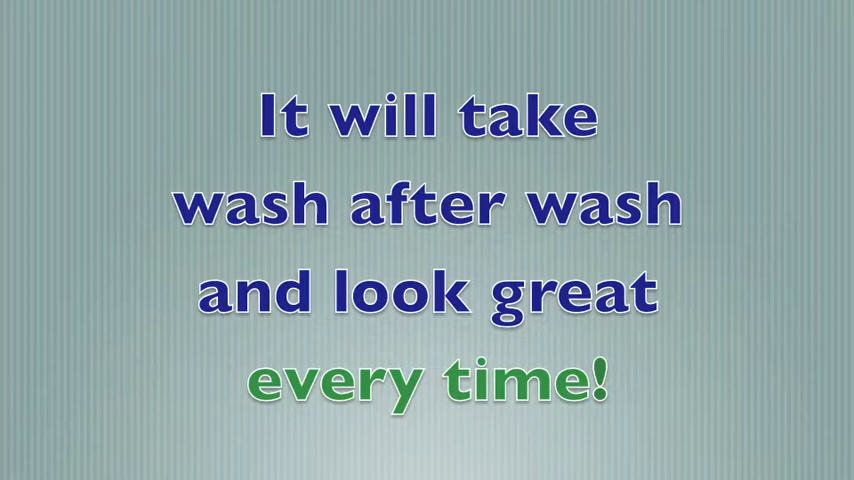 It will take
wash after wash
and look great
every time!